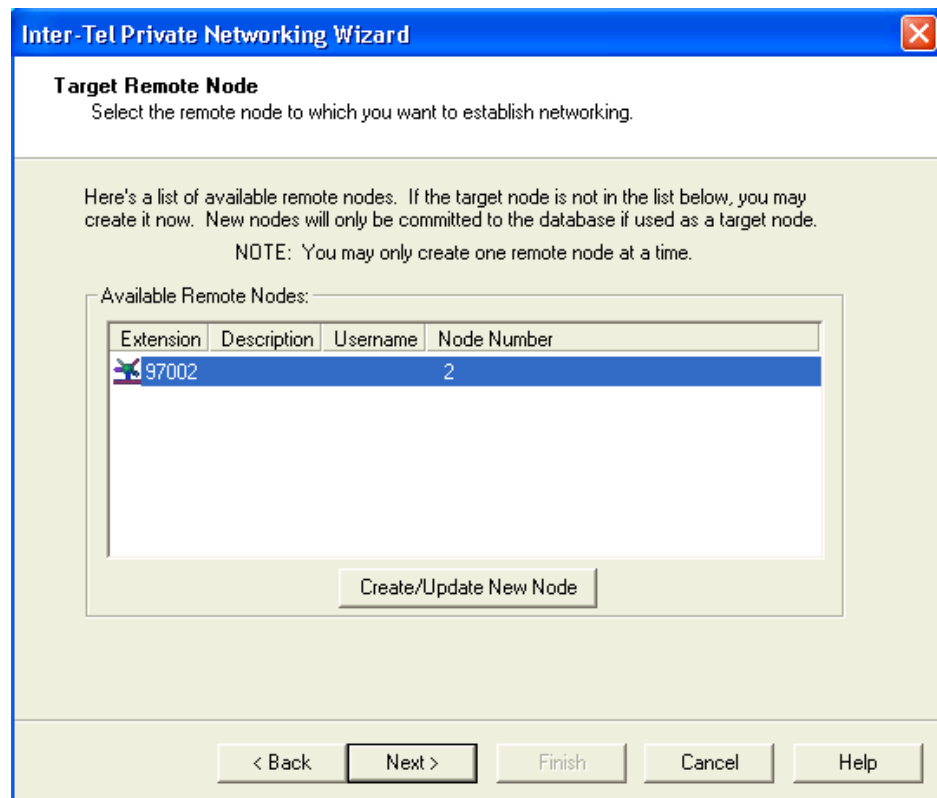 Inter-Tel Private Networking Wizard
Target Remote Node
Select the remote node to which you want to establish networking.
Here's a list of available remote nodes.  If the target node is not in the list below, you may
create it now.  New nodes will only be committed to the database if used as a target node.
NOTE:  You may only create one remote node at a time.
Available Remote Nodes:
Extension Description Username Node Number
97002 2
Create/Update New Node
< Back Next > Finish Cancel Help